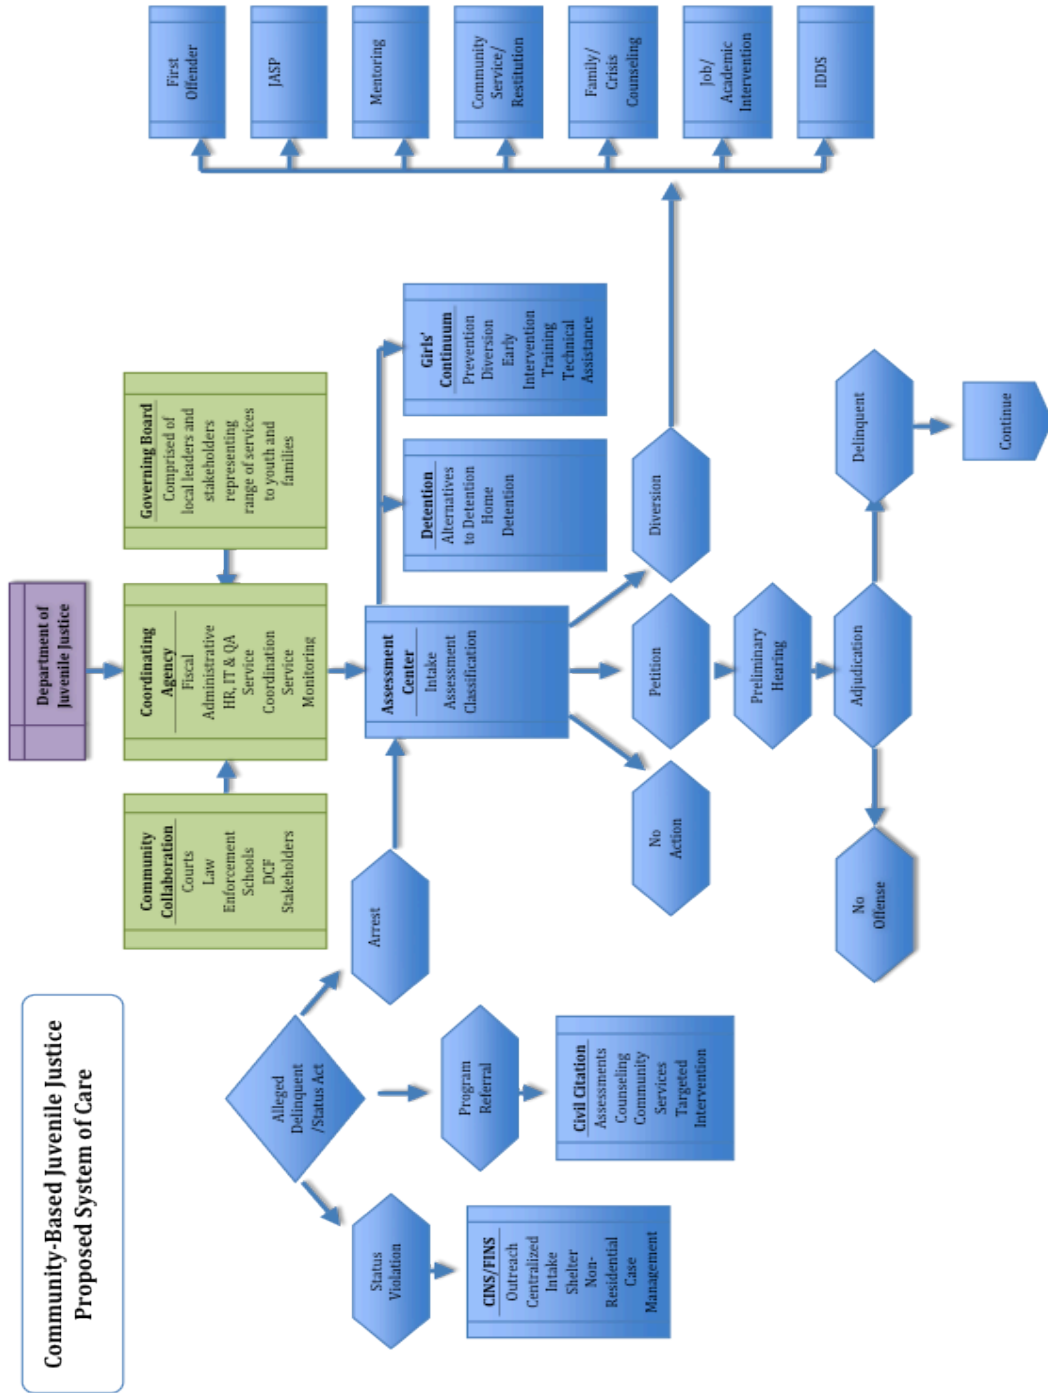 Community-Based Juvenile Justice
Proposed System of Care
Department of
Juvenile Justice
Community
Collaboration
Courts
Law
Enforcement
Schools
DCF
Stakeholders
Coordinating
Agency
Fiscal
Administrative
HR, IT & QA
Service
Coordination
Service
Monitoring
Governing Board
Comprised of
local leaders and
stakeholders
representing
range of services
to youth and
families
Alleged
Delinquent
/Status Act
Status
Violation
Program
Referral
Arrest
CINS/FINS
Outreach
Centralized
Intake
Shelter
Non-
Residential
Case
Management
Civil Citation
Assessments
Counseling
Community
Services
Targeted
Intervention
Assessment
Center
Intake
Assessment
Classification
Detention
Alternatives
to Detention
Home
Detention
Girls'
Continuum
Prevention
Diversion
Early
Intervention
Training
Technical
Assistance
No
Action
Petition
Diversion
Preliminary
Hearing
Adjudication
No
Offense
Delinquent
Continue
First
Offender
JASP
Mentoring
Community
Service/
Restitution
Family/
Crisis
Counseling
Job/
Academic
Intervention
IDDS